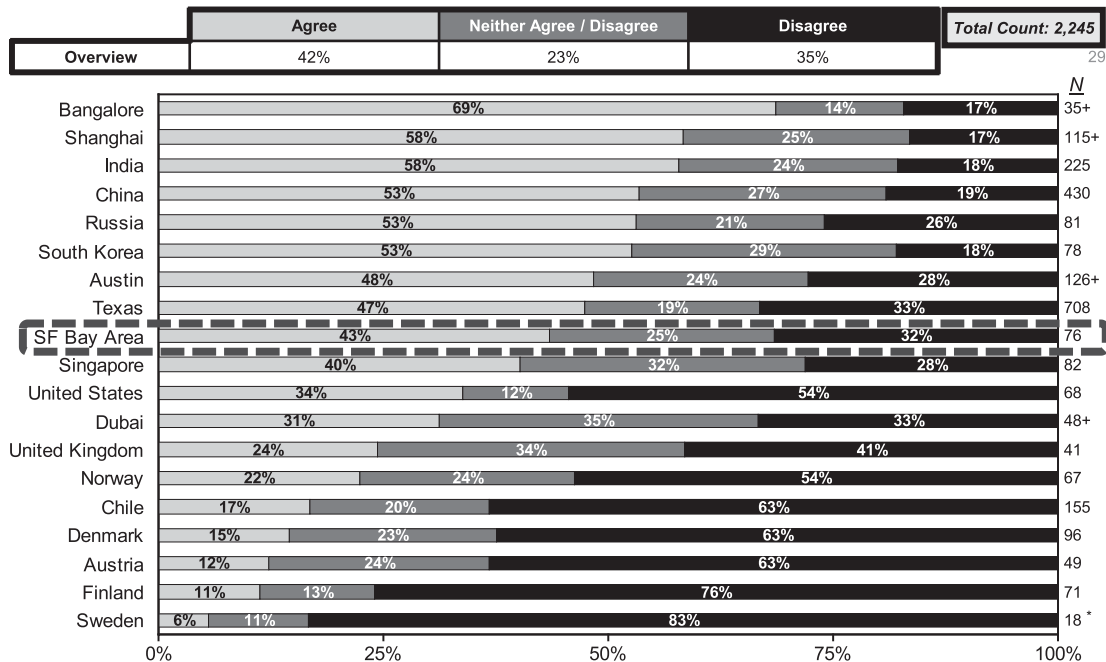 Agree Neither Agree / Disagree Disagree Total Count: 2,245
Overview 42% 23% 35% 29
N
Bangalore 69% 14% 17% 35+
Shanghai 58% 25% 17% 115+
India 58% 24% 18% 225
China 53% 27% 19% 430
Russia 53% 21% 26% 81
South Korea 53% 29% 18% 78
Austin 48% 24% 28% 126+
Texas 47% 19% 33% 708
SF Bay Area 43% 25% 32% 76
Singapore 40% 32% 28% 82
United States 34% 12% 54% 68
Dubai 31% 35% 33% 48+
United Kingdom 24% 34% 41% 41
Norway 22% 24% 54% 67
Chile 17% 20% 63% 155
Denmark 15% 23% 63% 96
Austria 12% 24% 63% 49
Finland 11% 13% 76% 71
Sweden 6% 11% 83% 18 *
0% 25% 50% 75% 100%